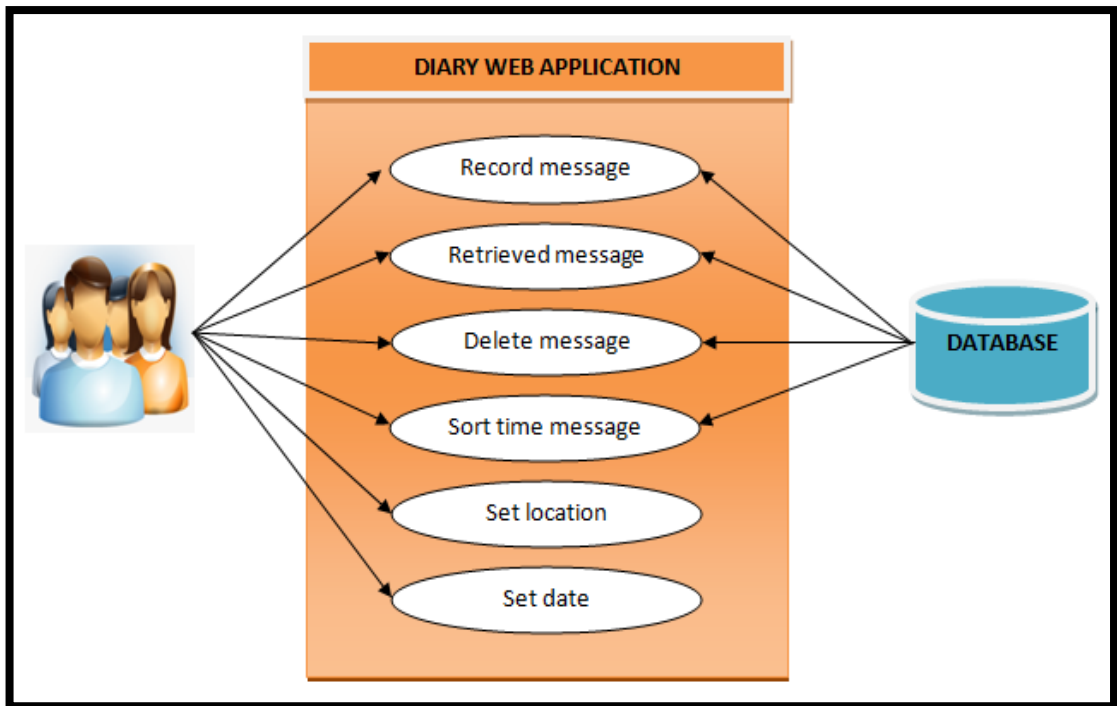 DIARY WEB APPLICATION
Record message
Retrieved message
Delete message
DATABASE
Sort time message
Set location
Set date